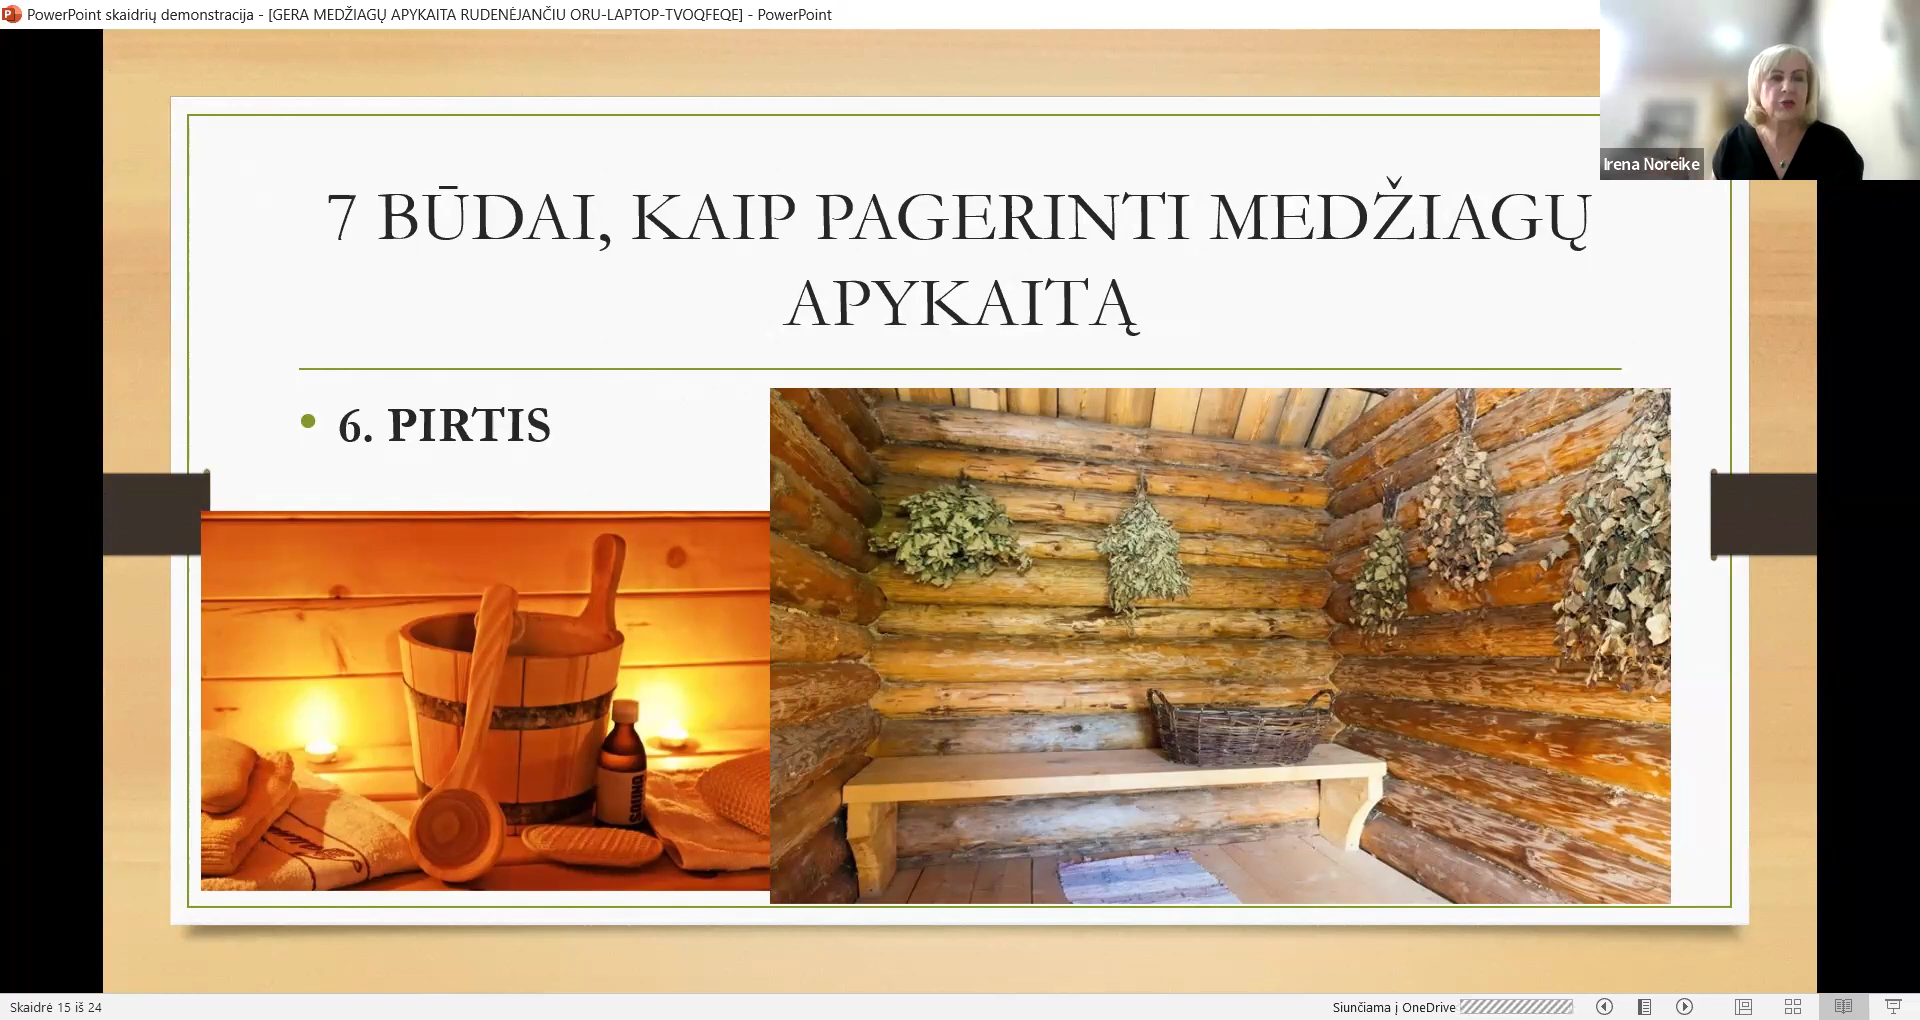 PowerPoint skaidrių demonstracija - [GERA MEDŽIAGŲ APYKAITA RUDENĖJANČIU ORU-LAPTOP-TVOQFEQE] - PowerPoint
Irena Noreike
7 BŪDAI, KAIP PAGERINTI MEDŽIAGŲ
APYKAITĄ
6. PIRTIS
SAUNA
Skaidrė 15 iš 24
Siunčiama į OneDrive